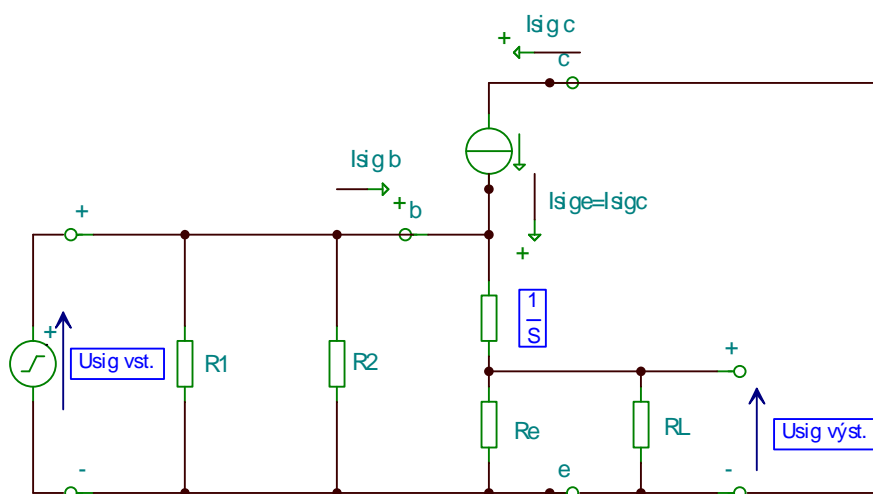 Isig c
+
c
Isig b
+
b
Isige=Isigc
+
+
1
S
+
Usig vst.
R1
R2
+
Re
RL
Usig výst.
-
e
-